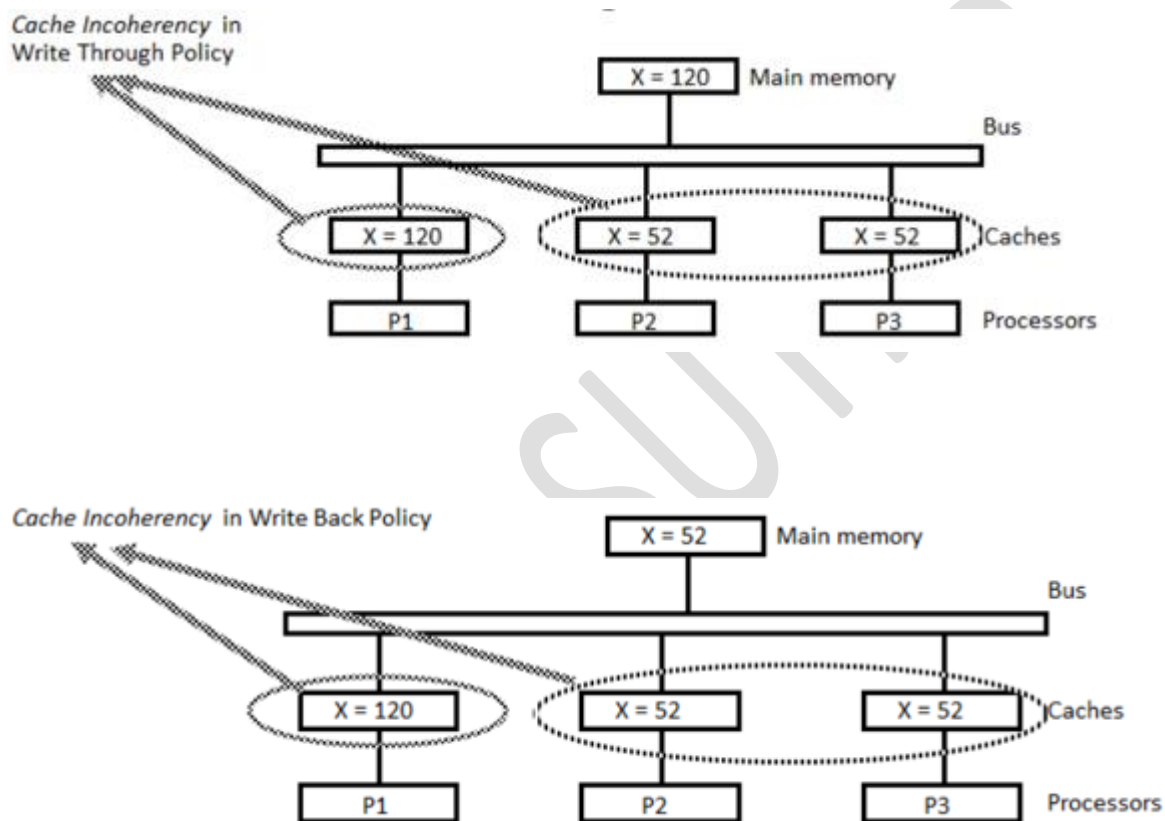 Cache Incoherency in
Write Through Policy
X = 120 Main memory
Bus
X = 120 X = 52 X = 52 Caches
P1 P2 P3 Processors
Cache Incoherency in Write Back Policy
X = 52 Main memory
Bus
X = 120 X = 52 X = 52 Caches
P1 P2 P3 Processors